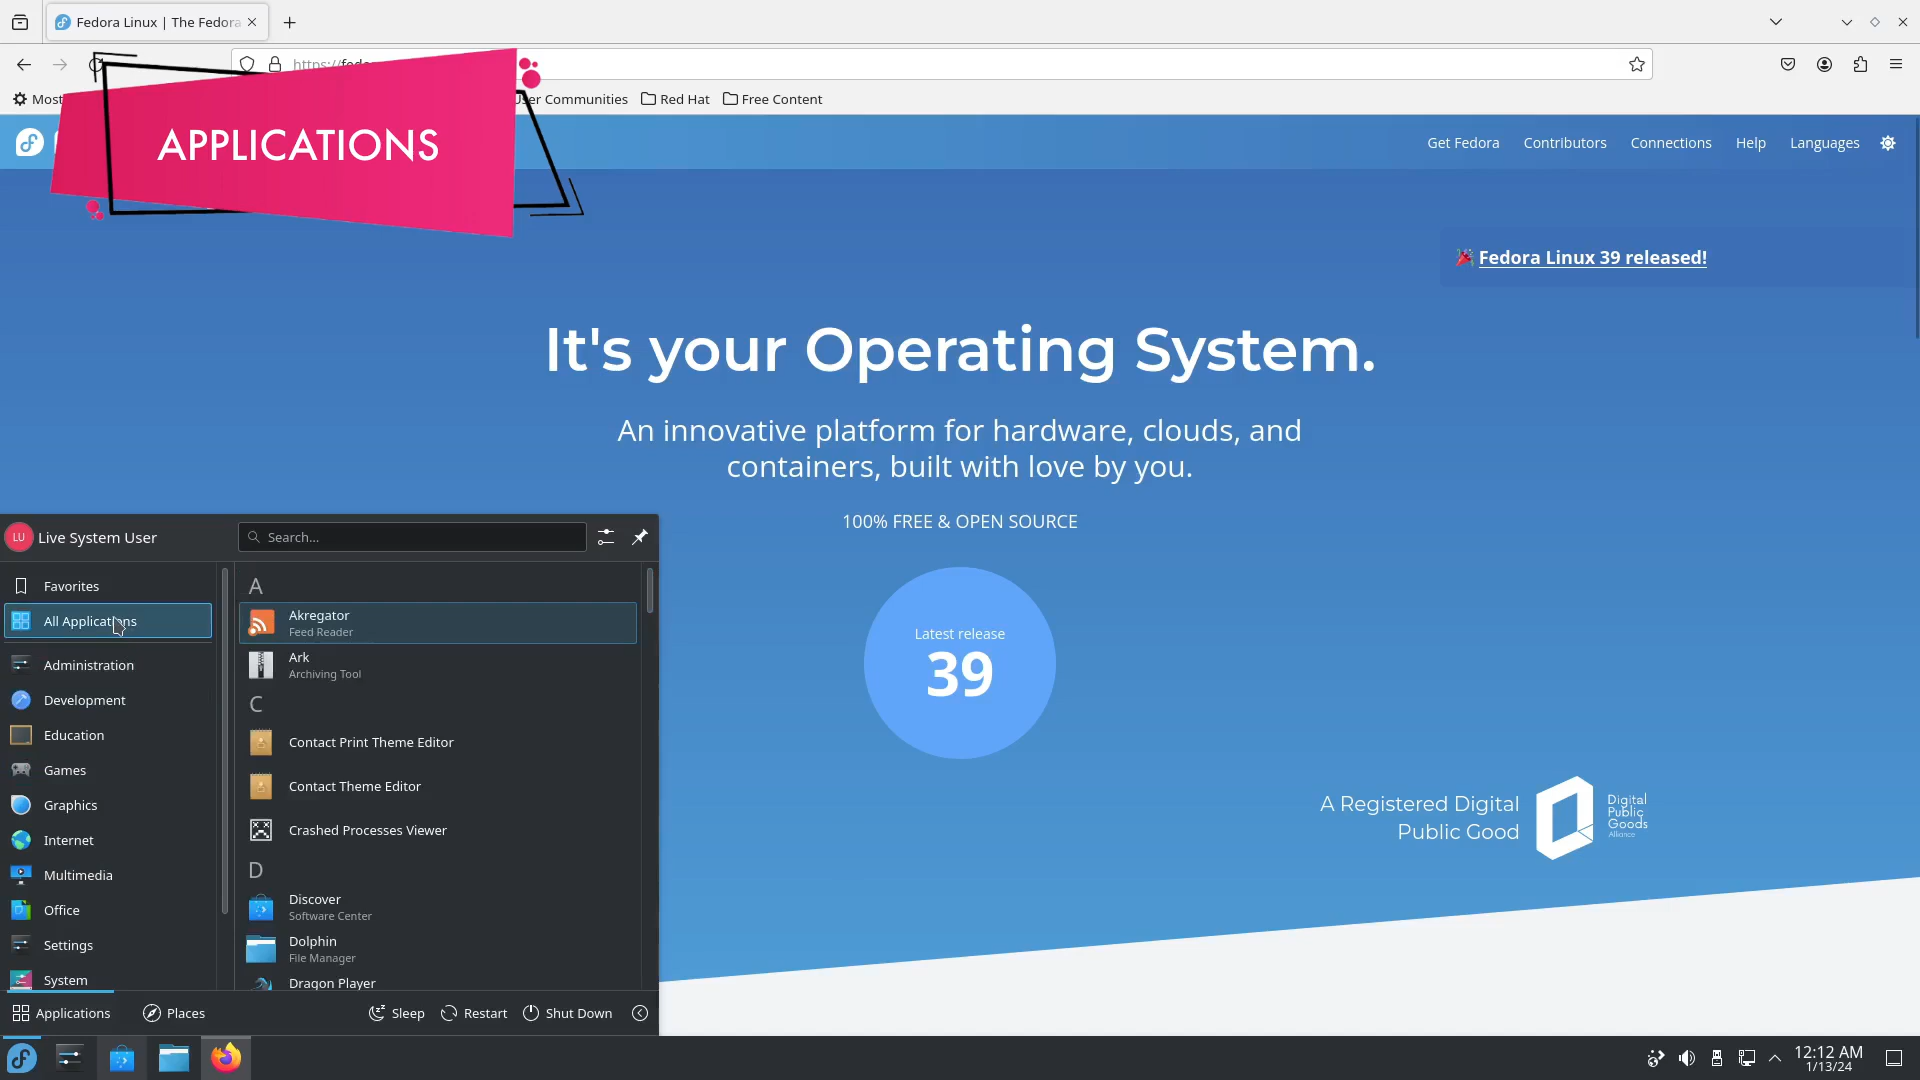 Fedora Linux | The Fedora
https://fedo
Most
User Communities
Red Hat
Free Content
APPLICATIONS
Get Fedora
Contributors
Connections
Help
Languages
Fedora Linux 39 released!
It's your Operating System.
An innovative platform for hardware, clouds, and
containers, built with love by you.
100% FREE & OPEN SOURCE
Latest release
39
A Registered Digital
Public Good
Digital
Public
Goods
Alliance
LU
Live System User
Search...
Favorites
All Applications
Administration
Development
Education
Games
Graphics
Internet
Multimedia
Office
Settings
System
A
Akregator
Feed Reader
Ark
Archiving Tool
C
Contact Print Theme Editor
Contact Theme Editor
Crashed Processes Viewer
D
Discover
Software Center
Dolphin
File Manager
Dragon Player
Applications
Places
Sleep
Restart
Shut Down
12:12 AM
1/13/24